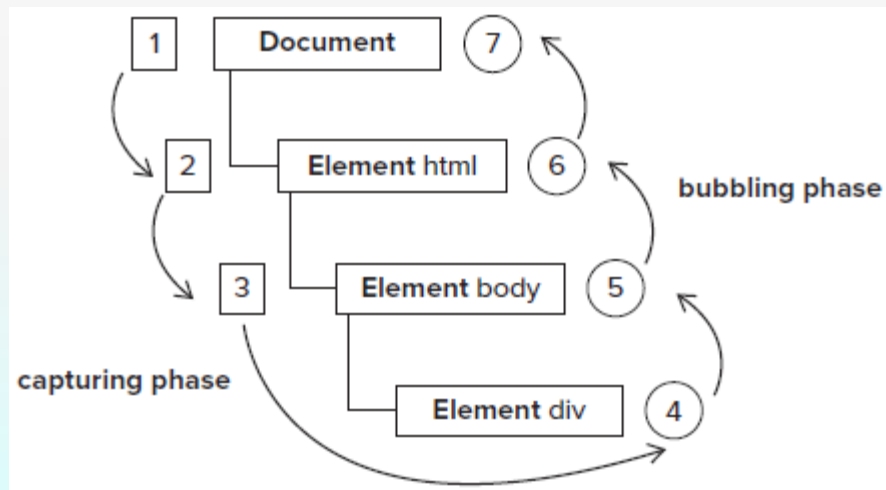 1 Document 7
2 Element html 6
bubbling phase
3 Element body 5
capturing phase
Element div 4